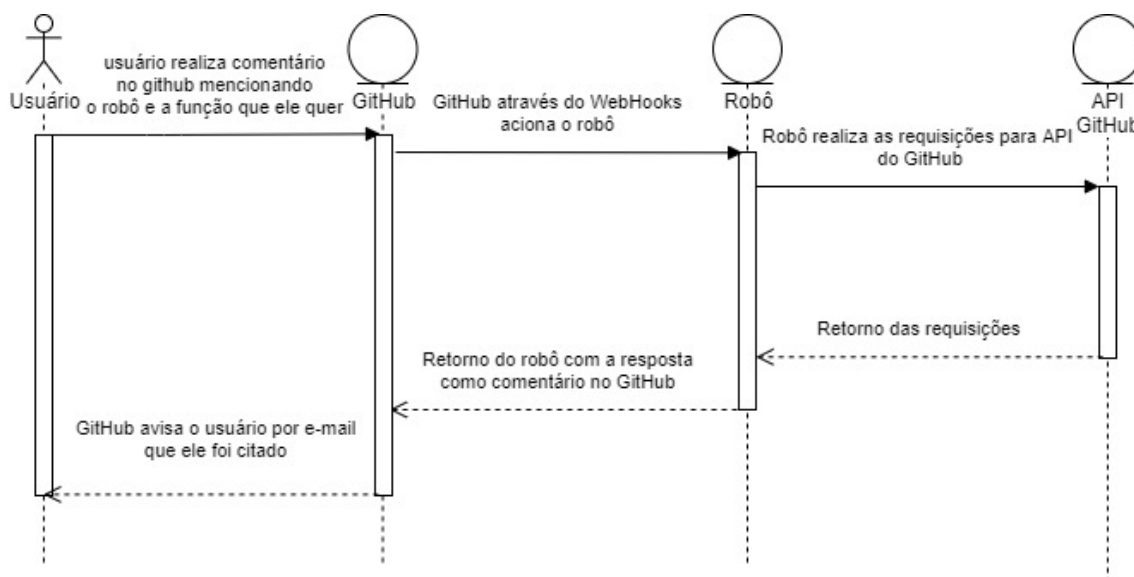 usuário realiza comentário
no github mencionando
o robô e a função que ele quer
Usuário
GitHub
GitHub através do WebHooks
aciona o robô
Robô
API
GitHub
Robô realiza as requisições para API
do GitHub
Retorno das requisições
Retorno do robô com a resposta
como comentário no GitHub
GitHub avisa o usuário por e-mail
que ele foi citado